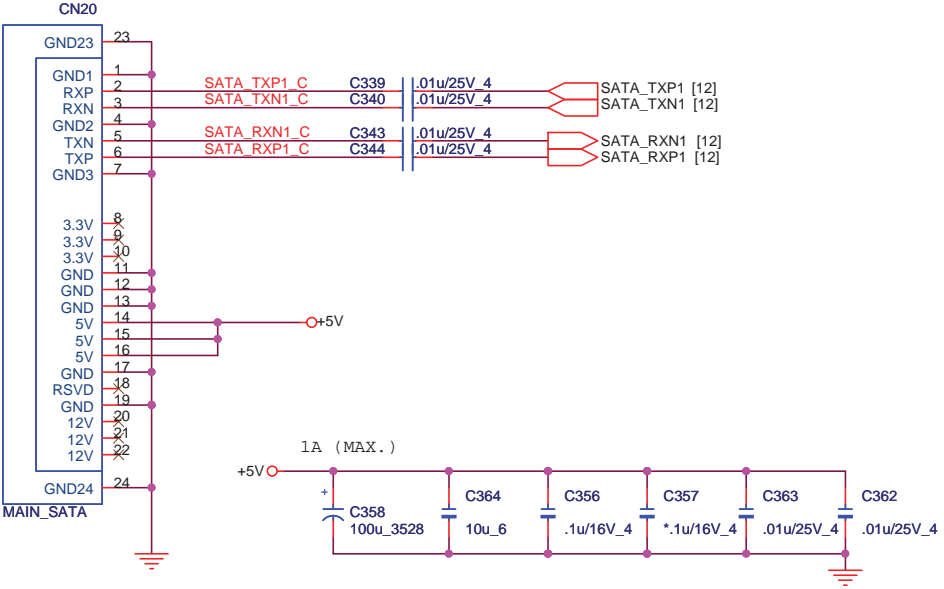 CN20
GND23 23
GND1 1
RXP 2 SATA_TXP1_C C339 .01u/25V_4 SATA_TXP1 [12]
RXN 3 SATA_TXN1_C C340 .01u/25V_4 SATA_TXN1 [12]
GND2 4
TXN 5 SATA_RXN1_C C343 .01u/25V_4 SATA_RXN1 [12]
TXP 6 SATA_RXP1_C C344 .01u/25V_4 SATA_RXP1 [12]
GND3 7
3.3V 8
3.3V 9
3.3V 10
GND 11
GND 12
GND 13
5V 14 +5V
5V 15
5V 16
GND 17
RSVD 18
GND 19
12V 20
12V 21
12V 22
GND24 24
MAIN_SATA
1A (MAX.)
+5V
+
C358 C364 C356 C357 C363 C362
100u_3528 10u_6 .1u/16V_4 *.1u/16V_4 .01u/25V_4 .01u/25V_4